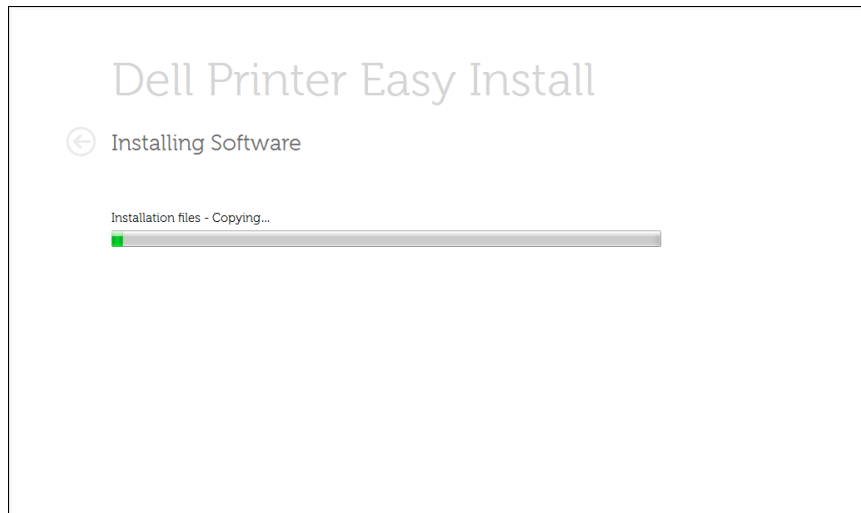 Dell Printer Easy Install
Installing Software
Installation files - Copying...